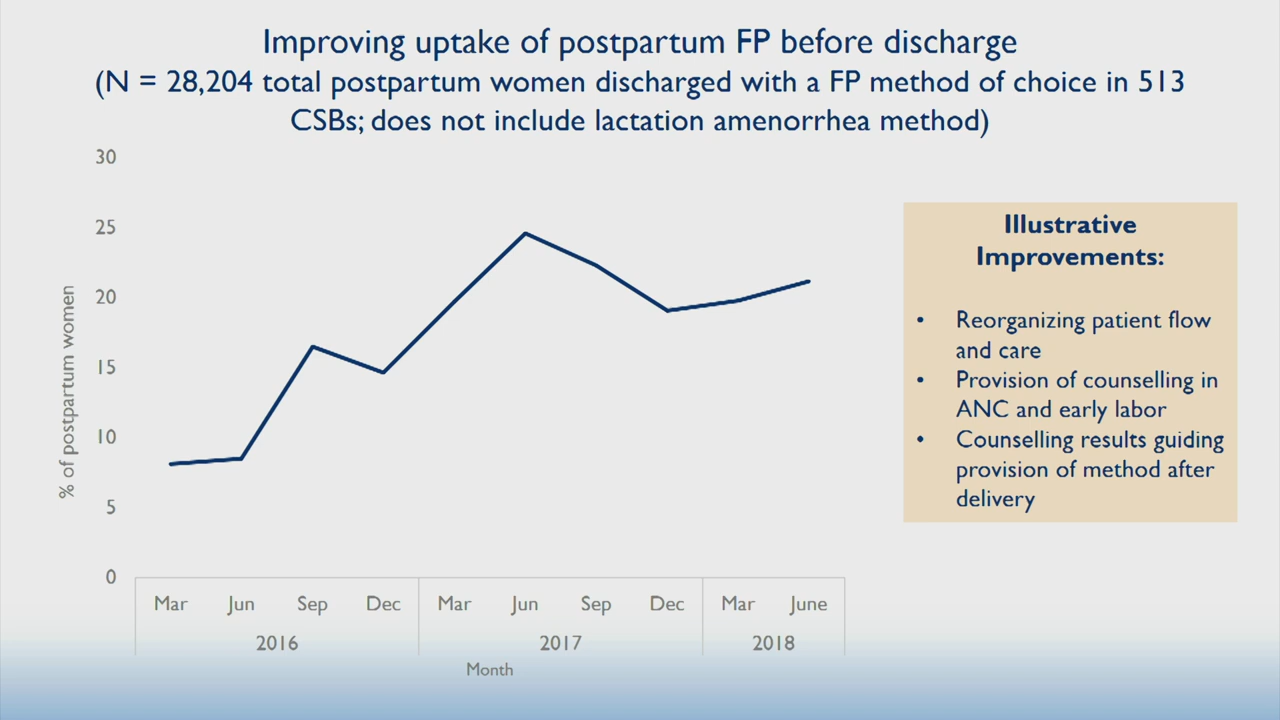 Improving uptake of postpartum FP before discharge
(N = 28,204 total postpartum women discharged with a FP method of choice in 513
CSBs; does not include lactation amenorrhea method)
30
25
20
15
10
5
0
% of postpartum women
Mar Jun Sep Dec Mar Jun Sep Dec Mar June
2016 2017 2018
Month
Illustrative
Improvements:
• Reorganizing patient flow
and care
• Provision of counselling in
ANC and early labor
• Counselling results guiding
provision of method after
delivery